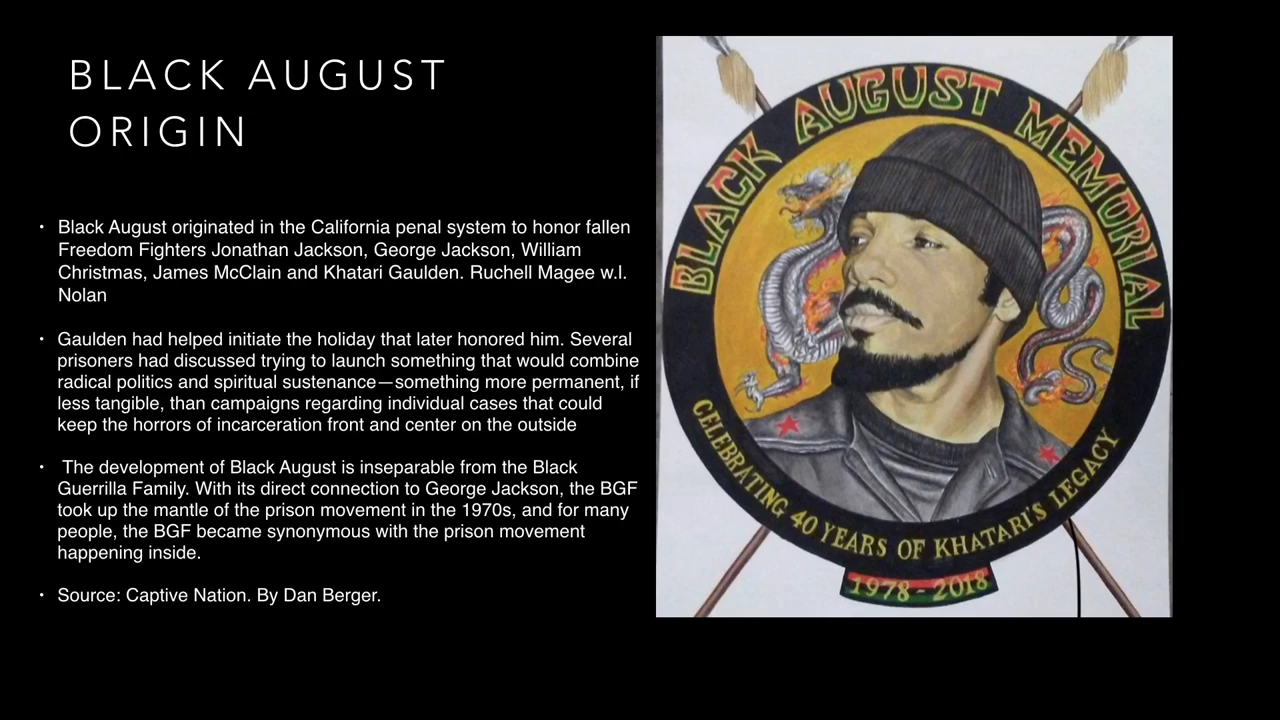 BLACK AUGUST
ORIGIN
• Black August originated in the California penal system to honor fallen
Freedom Fighters Jonathan Jackson, George Jackson, William
Christmas, James McClain and Khatari Gaulden. Ruchell Magee w.l.
Nolan
• Gaulden had helped initiate the holiday that later honored him. Several
prisoners had discussed trying to launch something that would combine
radical politics and spiritual sustenance—something more permanent, if
less tangible, than campaigns regarding individual cases that could
keep the horrors of incarceration front and center on the outside
• The development of Black August is inseparable from the Black
Guerrilla Family. With its direct connection to George Jackson, the BGF
took up the mantle of the prison movement in the 1970s, and for many
people, the BGF became synonymous with the prison movement
happening inside.
• Source: Captive Nation. By Dan Berger.
BLACK AUGUST MEMORIAL
CELEBRATING 40 YEARS OF KHATARI'S LEGACY
1978 - 2018